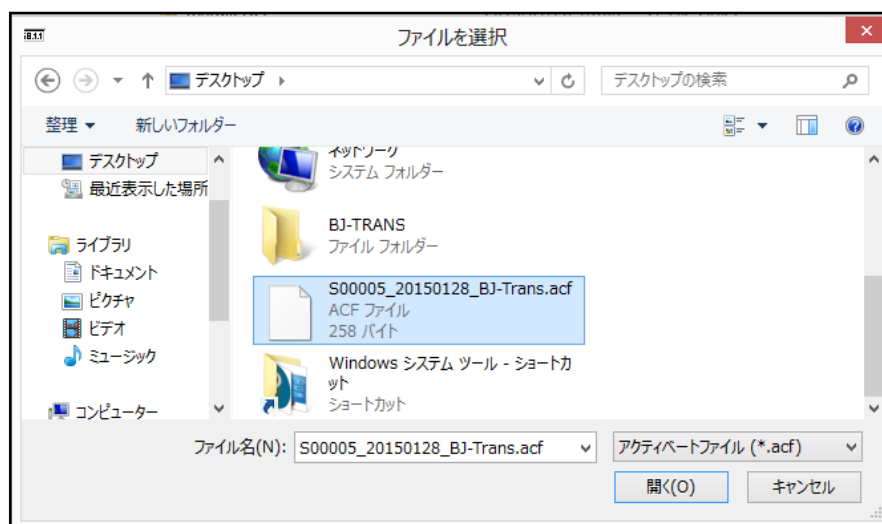 ファイルを選択
デスクトップ
デスクトップの検索
整理
新しいフォルダー
デスクトップ
最近表示した場所
ライブラリ
ドキュメント
ピクチャ
ビデオ
ミュージック
コンピューター
ネットワーク
システム フォルダー
BJ-TRANS
ファイル フォルダー
S00005_20150128_BJ-Trans.acf
ACF ファイル
258 バイト
Windows システム ツール - ショートカ
ット
ショートカット
ファイル名(N): S00005_20150128_BJ-Trans.acf
アクティベートファイル (*.acf)
開く(O)
キャンセル